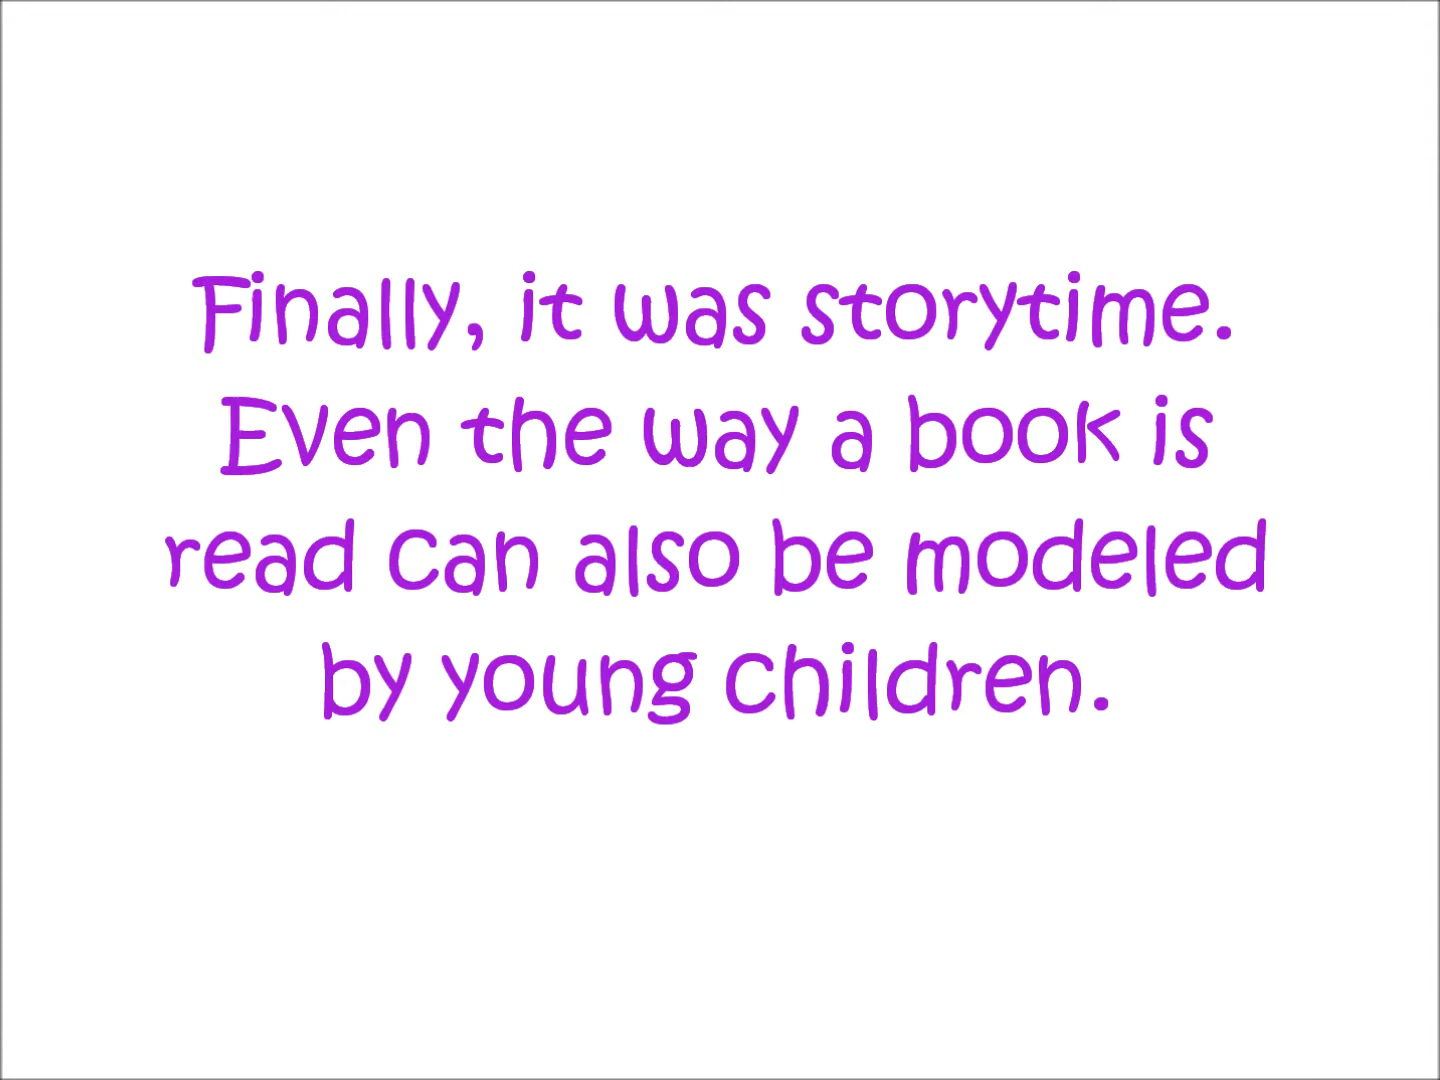 Finally, it was storytime.
Even the way a book is
read can also be modeled
by young children.